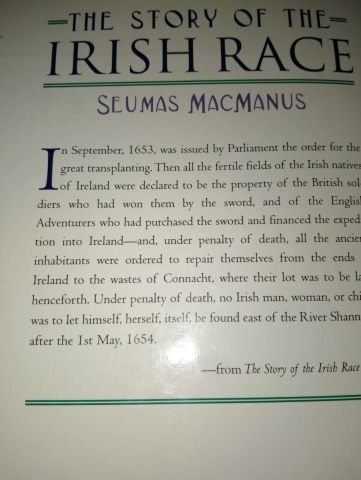 THE STORY OF THE
IRISH RACE
SEUMAS MACMANUS
In September, 1653, was issued by Parliament the order for the
great transplanting. Then all the fertile fields of the Irish natives
of Ireland were declared to be the property of the British sol-
diers who had won them by the sword, and of the English
Adventurers who had purchased the sword and financed the expedi
tion into Ireland—and, under penalty of death, all the ancie
inhabitants were ordered to repair themselves from the ends
Ireland to the wastes of Connacht, where their lot was to be la
henceforth. Under penalty of death, no Irish man, woman, or chi
was to let himself, herself, itself, be found east of the River Shann
after the 1st May, 1654.
—from The Story of the Irish Race